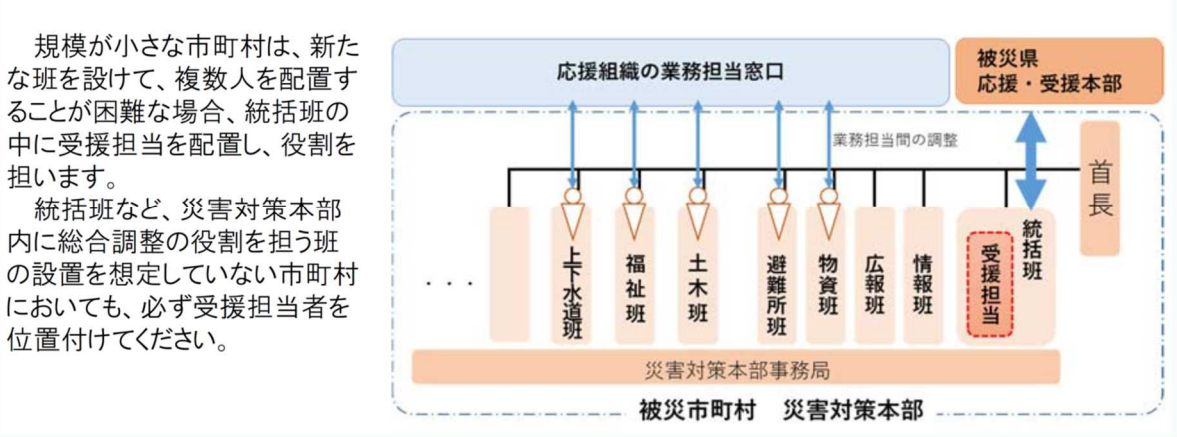 規模が小さな市町村は、新た
な班を設けて、複数人を配置す
ることが困難な場合、統括班の
中に受援担当を配置し、役割を
担います。
統括班など、災害対策本部
内に総合調整の役割を担う班
の設置を想定していない市町村
においても、必ず受援担当者を
位置付けてください。
応援組織の業務担当窓口
被災県
応援・受援本部
業務担当間の調整
首長
・・・
上下水道班
福祉班
土木班
避難所班
物資班
広報班
情報班
受援担当
統括班
災害対策本部事務局
被災市町村 災害対策本部